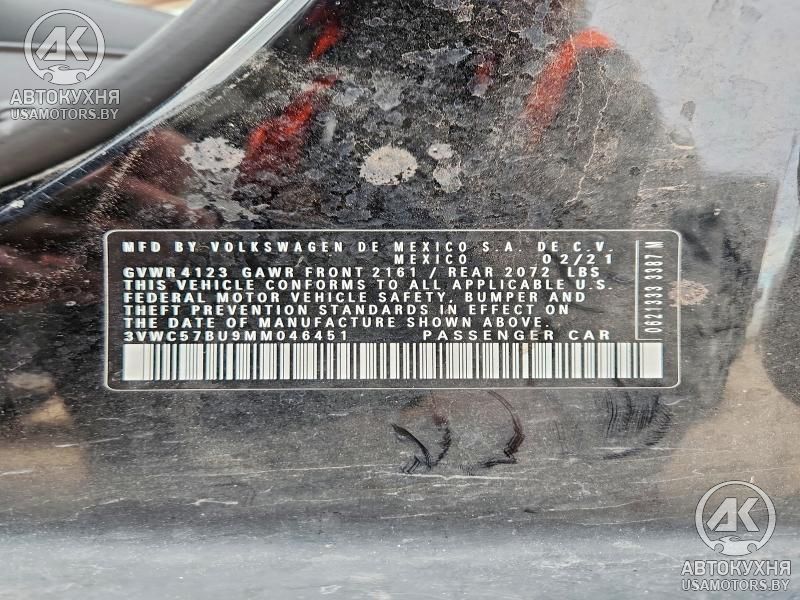 АК
АВТОКУХНЯ
USAMOTORS.BY
MFD BY VOLKSWAGEN DE MEXICO S.A. DE C.V.
MEXICO 02/21
GVWR 4123 GAWR FRONT 2161 / REAR 2072 LBS
THIS VEHICLE CONFORMS TO ALL APPLICABLE U.S.
FEDERAL MOTOR VEHICLE SAFETY, BUMPER AND
THEFT PREVENTION STANDARDS IN EFFECT ON
THE DATE OF MANUFACTURE SHOWN ABOVE.
3VWC57BU9MM046451 PASSENGER CAR
0621333 3387 M
АК
АВТОКУХНЯ
USAMOTORS.BY